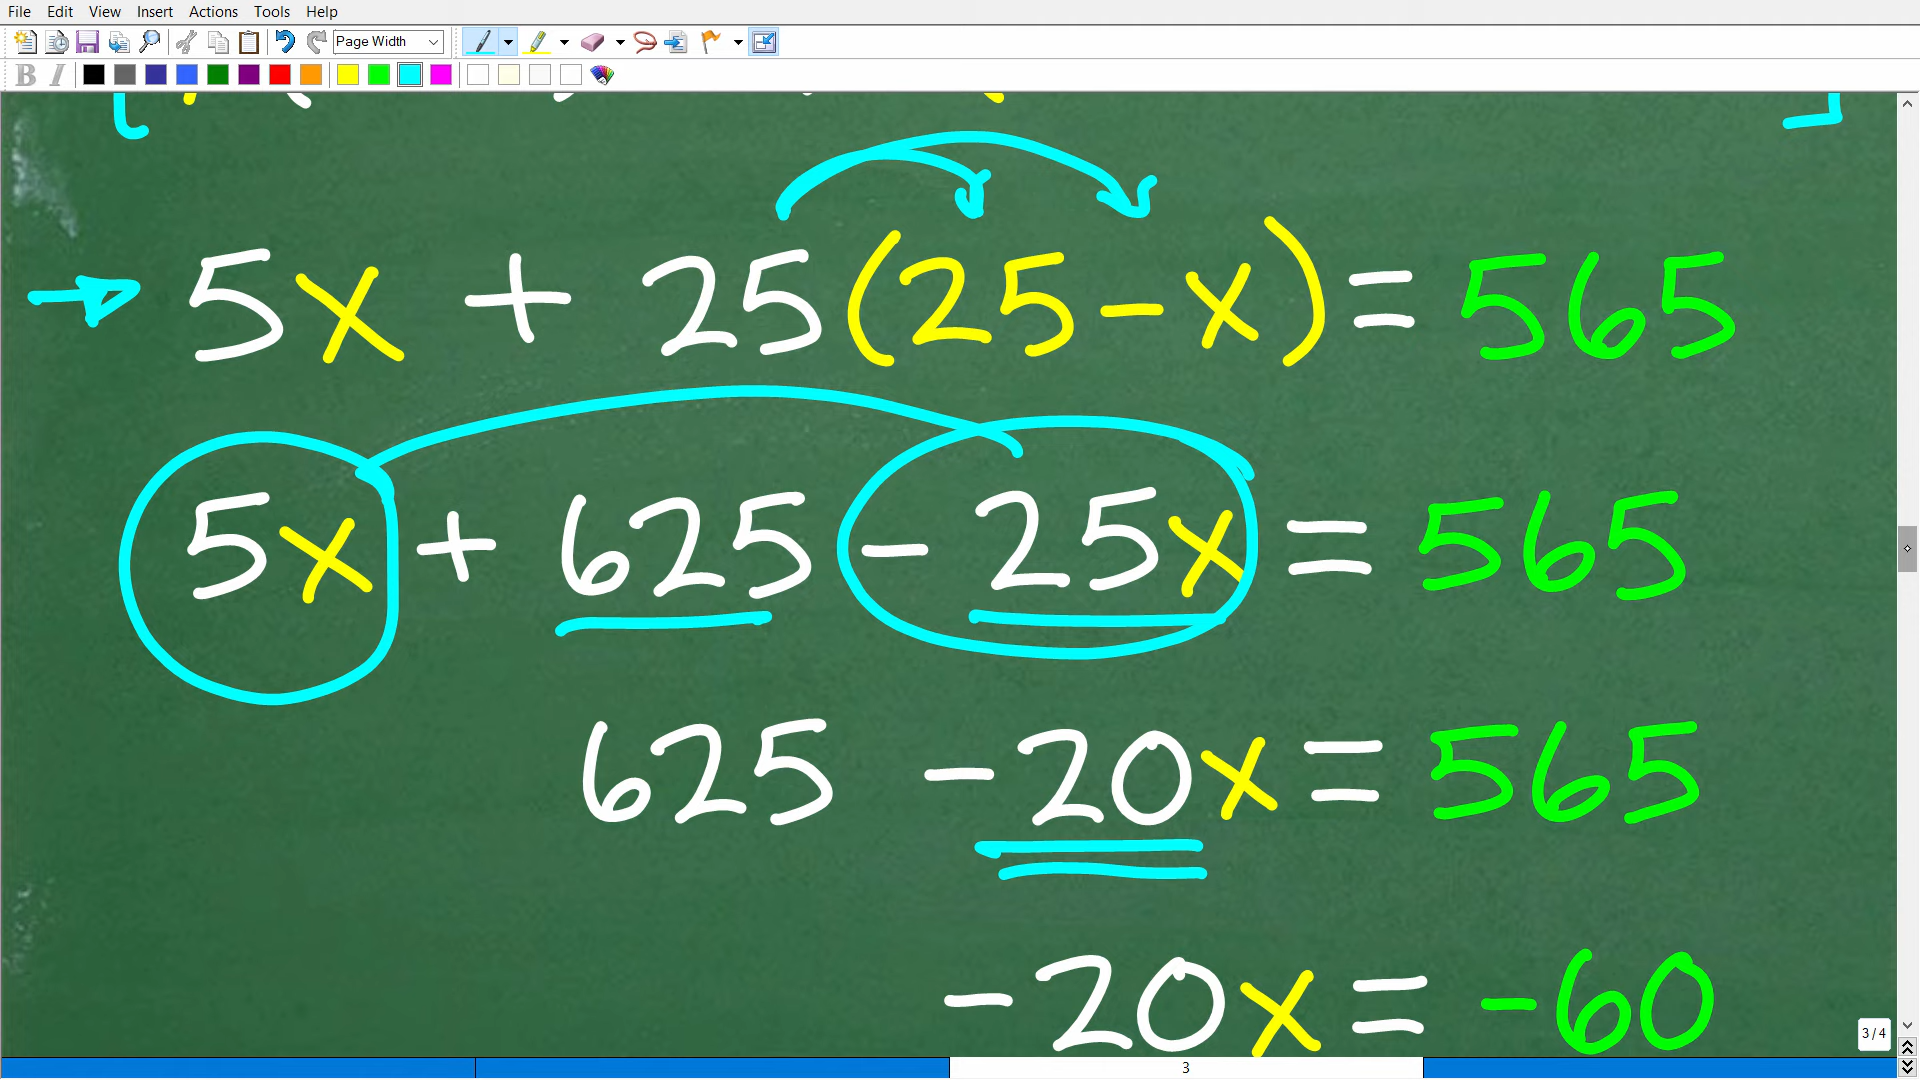 File Edit View Insert Actions Tools Help
Page Width
B I
5x + 25(25-x) = 565
5x + 625 - 25x = 565
625 -20x = 565
-20x = -60
3/4
3